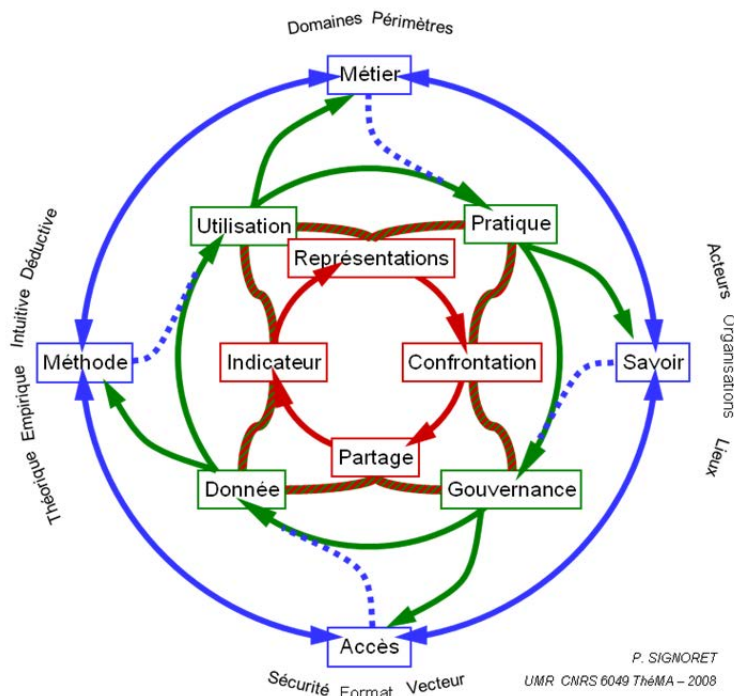 Domaines Périmètres
Métier
Utilisation
Pratique
Représentations
Théorique Empirique Intuitive Déductive
Acteurs Organisations Lieux
Méthode
Indicateur
Confrontation
Savoir
Partage
Donnée
Gouvernance
Accès
Sécurité Format Vecteur
P. SIGNORET
UMR CNRS 6049 ThéMA – 2008